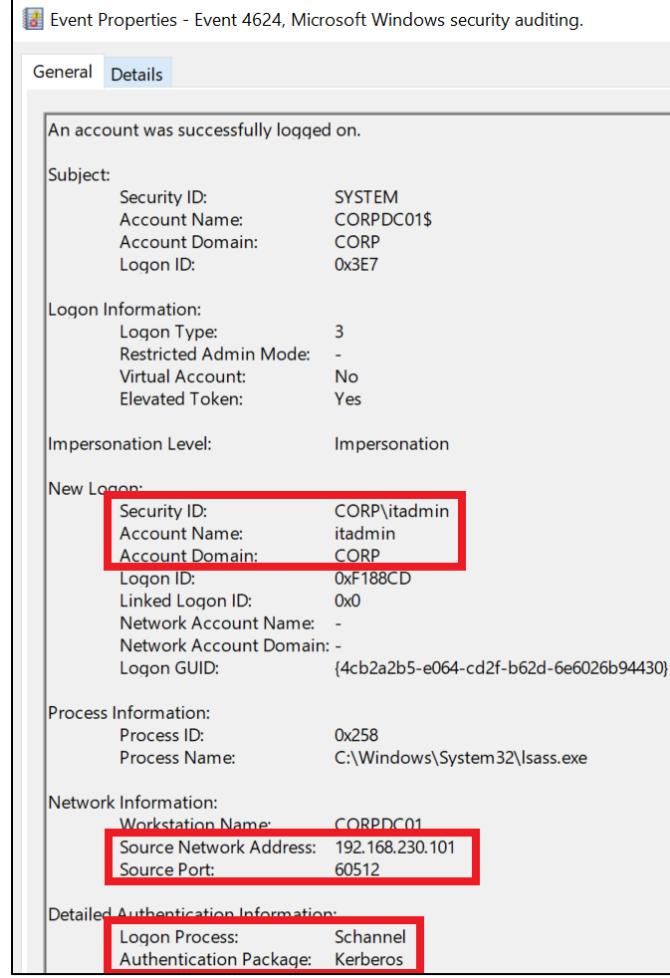 Event Properties - Event 4624, Microsoft Windows security auditing.
General Details
An account was successfully logged on.
Subject:
Security ID: SYSTEM
Account Name: CORPDC01$
Account Domain: CORP
Logon ID: 0x3E7
Logon Information:
Logon Type: 3
Restricted Admin Mode: -
Virtual Account: No
Elevated Token: Yes
Impersonation Level: Impersonation
New Logon:
Security ID: CORP\itadmin
Account Name: itadmin
Account Domain: CORP
Logon ID: 0xF188CD
Linked Logon ID: 0x0
Network Account Name: -
Network Account Domain: -
Logon GUID: {4cb2a2b5-e064-cd2f-b62d-6e6026b94430}
Process Information:
Process ID: 0x258
Process Name: C:\Windows\System32\lsass.exe
Network Information:
Workstation Name: CORPDC01
Source Network Address: 192.168.230.101
Source Port: 60512
Detailed Authentication Information:
Logon Process: Schannel
Authentication Package: Kerberos